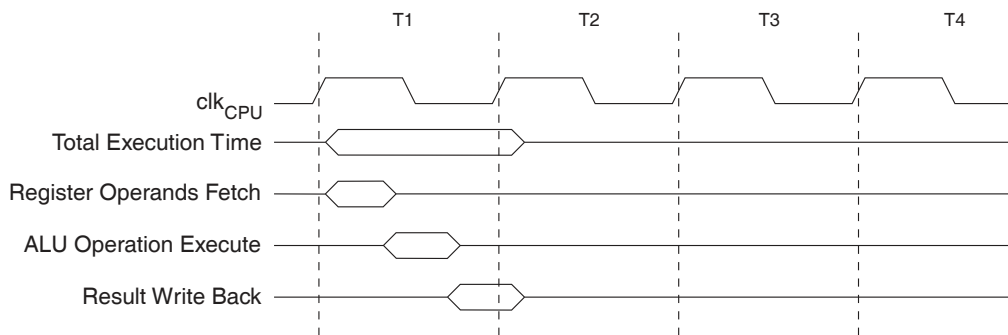 T1 T2 T3 T4
clkCPU
Total Execution Time
Register Operands Fetch
ALU Operation Execute
Result Write Back